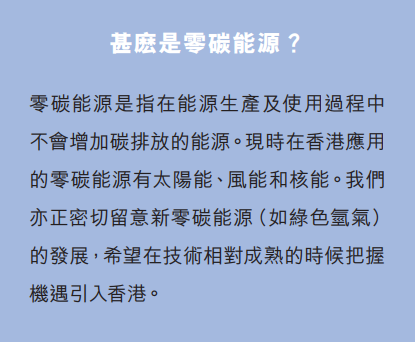 甚麽是零碳能源？
零碳能源是指在能源生產及使用過程中
不會增加碳排放的能源。現時在香港應用
的零碳能源有太陽能、風能和核能。我們
亦正密切留意新零碳能源（如綠色氫氣）
的發展，希望在技術相對成熟的時候把握
機遇引入香港。